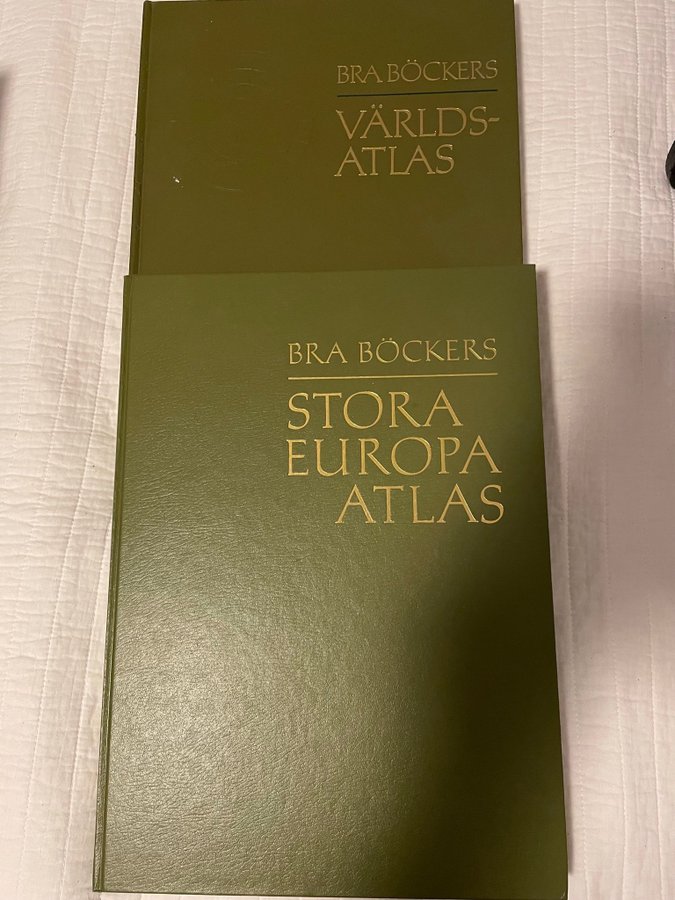 BRA BÖCKERS
VÄRLDS-
ATLAS
BRA BÖCKERS
STORA
EUROPA
ATLAS